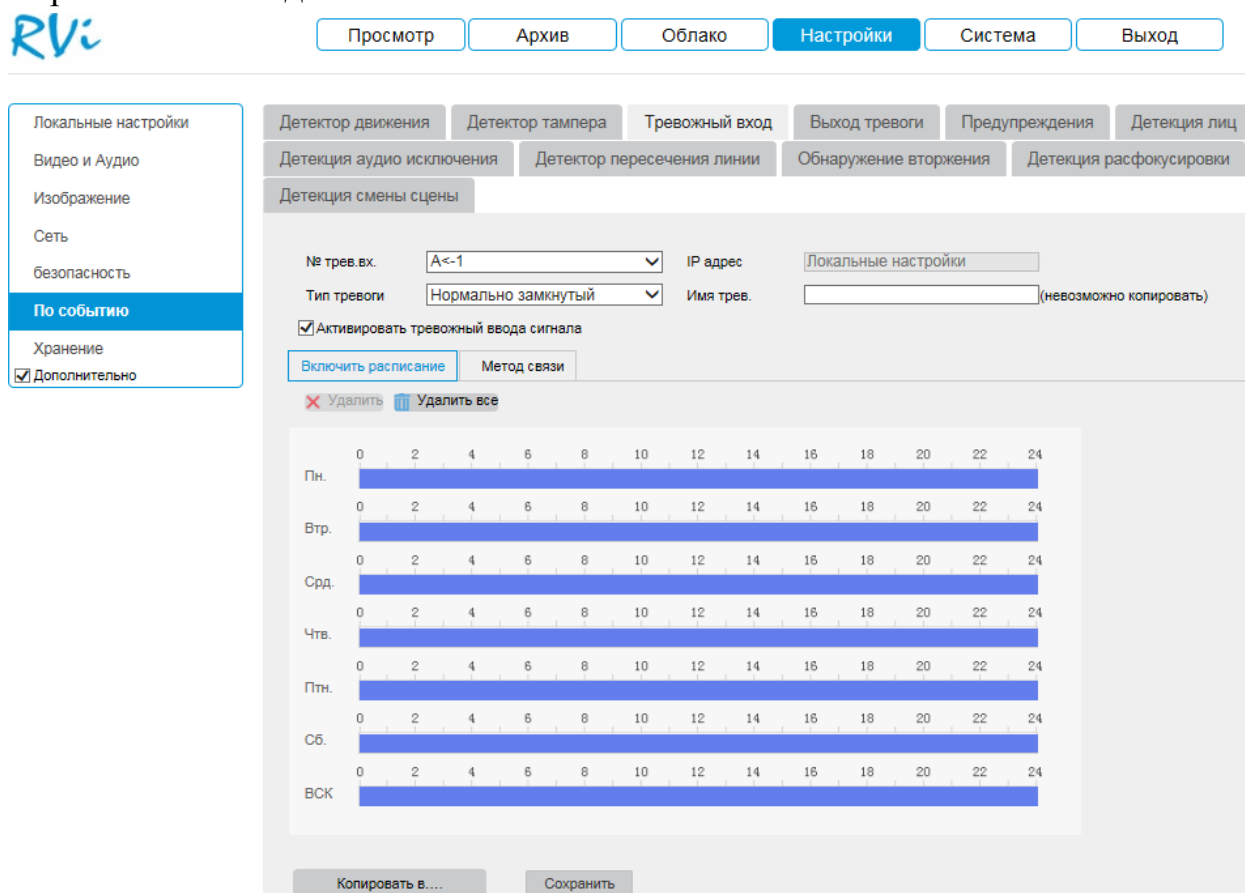 RVi
Просмотр Архив Облако Настройки Система Выход
Локальные настройки
Видео и Аудио
Изображение
Сеть
безопасность
По событию
Хранение
Дополнительно
Детектор движения Детектор тампера Тревожный вход Выход тревоги Предупреждения Детекция лиц
Детекция аудио исключения Детектор пересечения линии Обнаружение вторжения Детекция расфокусировки
Детекция смены сцены
№ трев.вх. A<-1 IP адрес Локальные настройки
Тип тревоги Нормально замкнутый Имя трев. (невозможно копировать)
Активировать тревожный ввода сигнала
Включить расписание Метод связи
Удалить Удалить все
0 2 4 6 8 10 12 14 16 18 20 22 24
Пн.
0 2 4 6 8 10 12 14 16 18 20 22 24
Втр.
0 2 4 6 8 10 12 14 16 18 20 22 24
Срд.
0 2 4 6 8 10 12 14 16 18 20 22 24
Чтв.
0 2 4 6 8 10 12 14 16 18 20 22 24
Птн.
0 2 4 6 8 10 12 14 16 18 20 22 24
Сб.
0 2 4 6 8 10 12 14 16 18 20 22 24
ВСК
Копировать в.... Сохранить